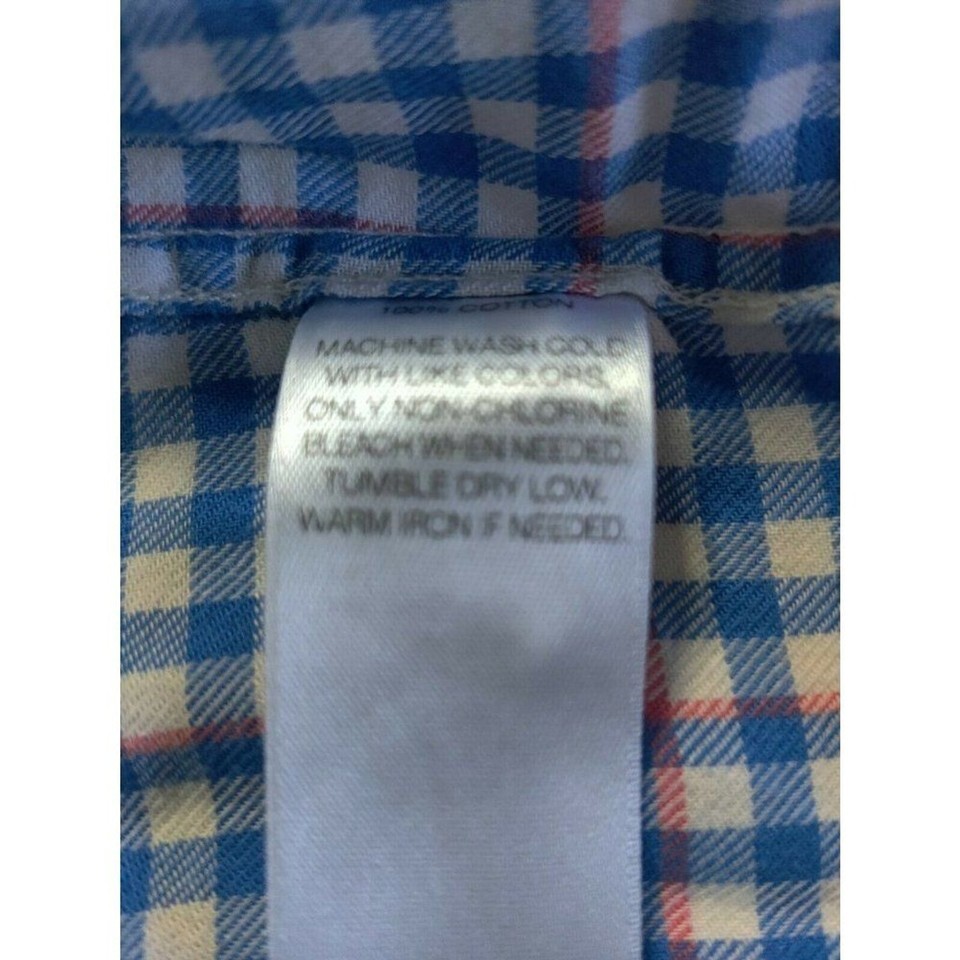 100% COTTON
MACHINE WASH COLD
WITH LIKE COLORS,
ONLY NON-CHLORINE
BLEACH WHEN NEEDED.
TUMBLE DRY LOW.
WARM IRON IF NEEDED.